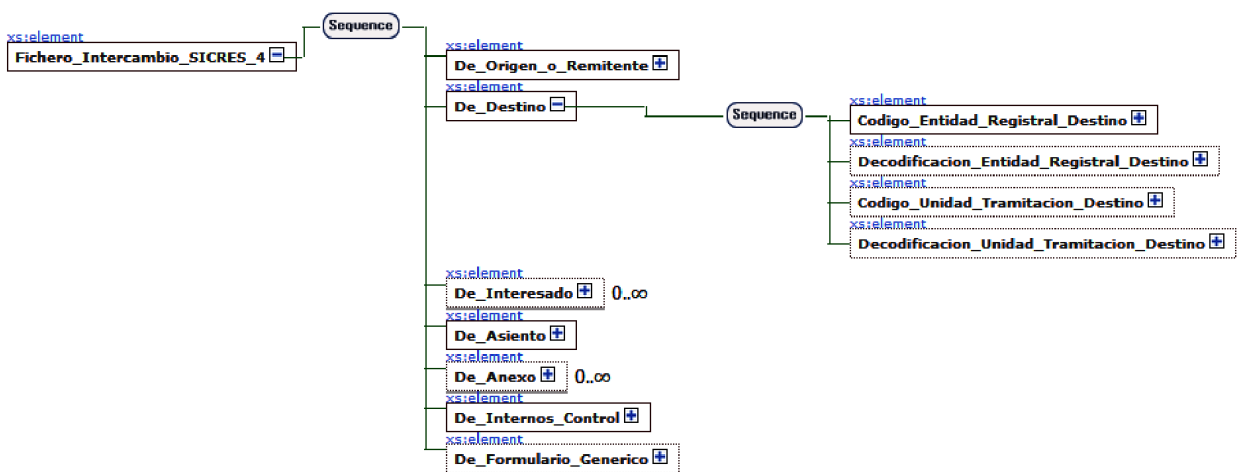 xs:element
Fichero_Intercambio_SICRES_4
Sequence
xs:element
De_Origen_o_Remitente
xs:element
De_Destino
Sequence
xs:element
Codigo_Entidad_Registral_Destino
xs:element
Decodificacion_Entidad_Registral_Destino
xs:element
Codigo_Unidad_Tramitacion_Destino
xs:element
Decodificacion_Unidad_Tramitacion_Destino
xs:element
De_Interesado 0..∞
xs:element
De_Asiento
xs:element
De_Anexo 0..∞
xs:element
De_Internos_Control
xs:element
De_Formulario_Generico